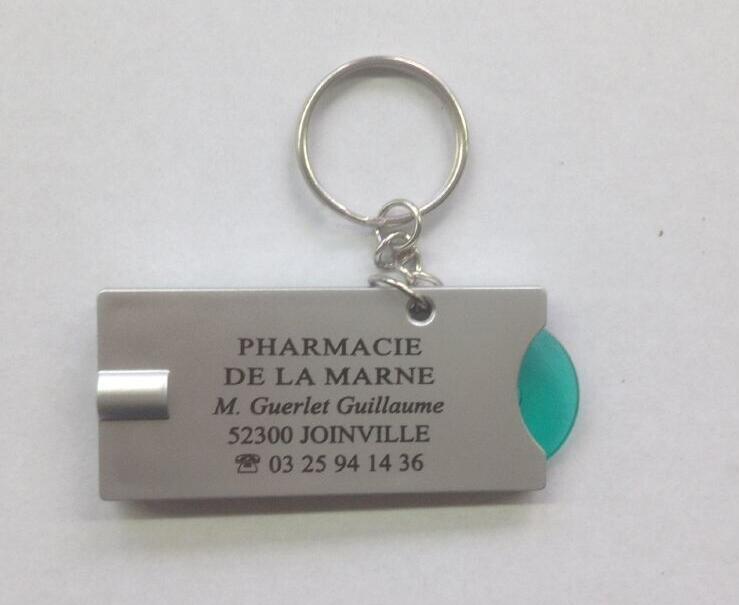 PHARMACIE
DE LA MARNE
M. Guerlet Guillaume
52300 JOINVILLE
☎ 03 25 94 14 36